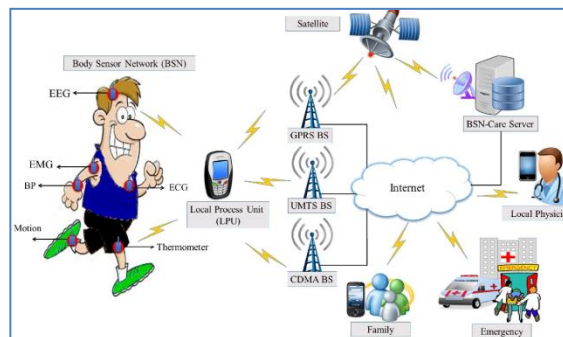 Satellite
Body Sensor Network (BSN)
EEG
GPRS BS
BSN-Care Server
EMG
BP
ECG
Local Process Unit
(LPU)
UMTS BS
Internet
Local Physici
Motion
Thermometer
CDMA BS
Family
Emergency